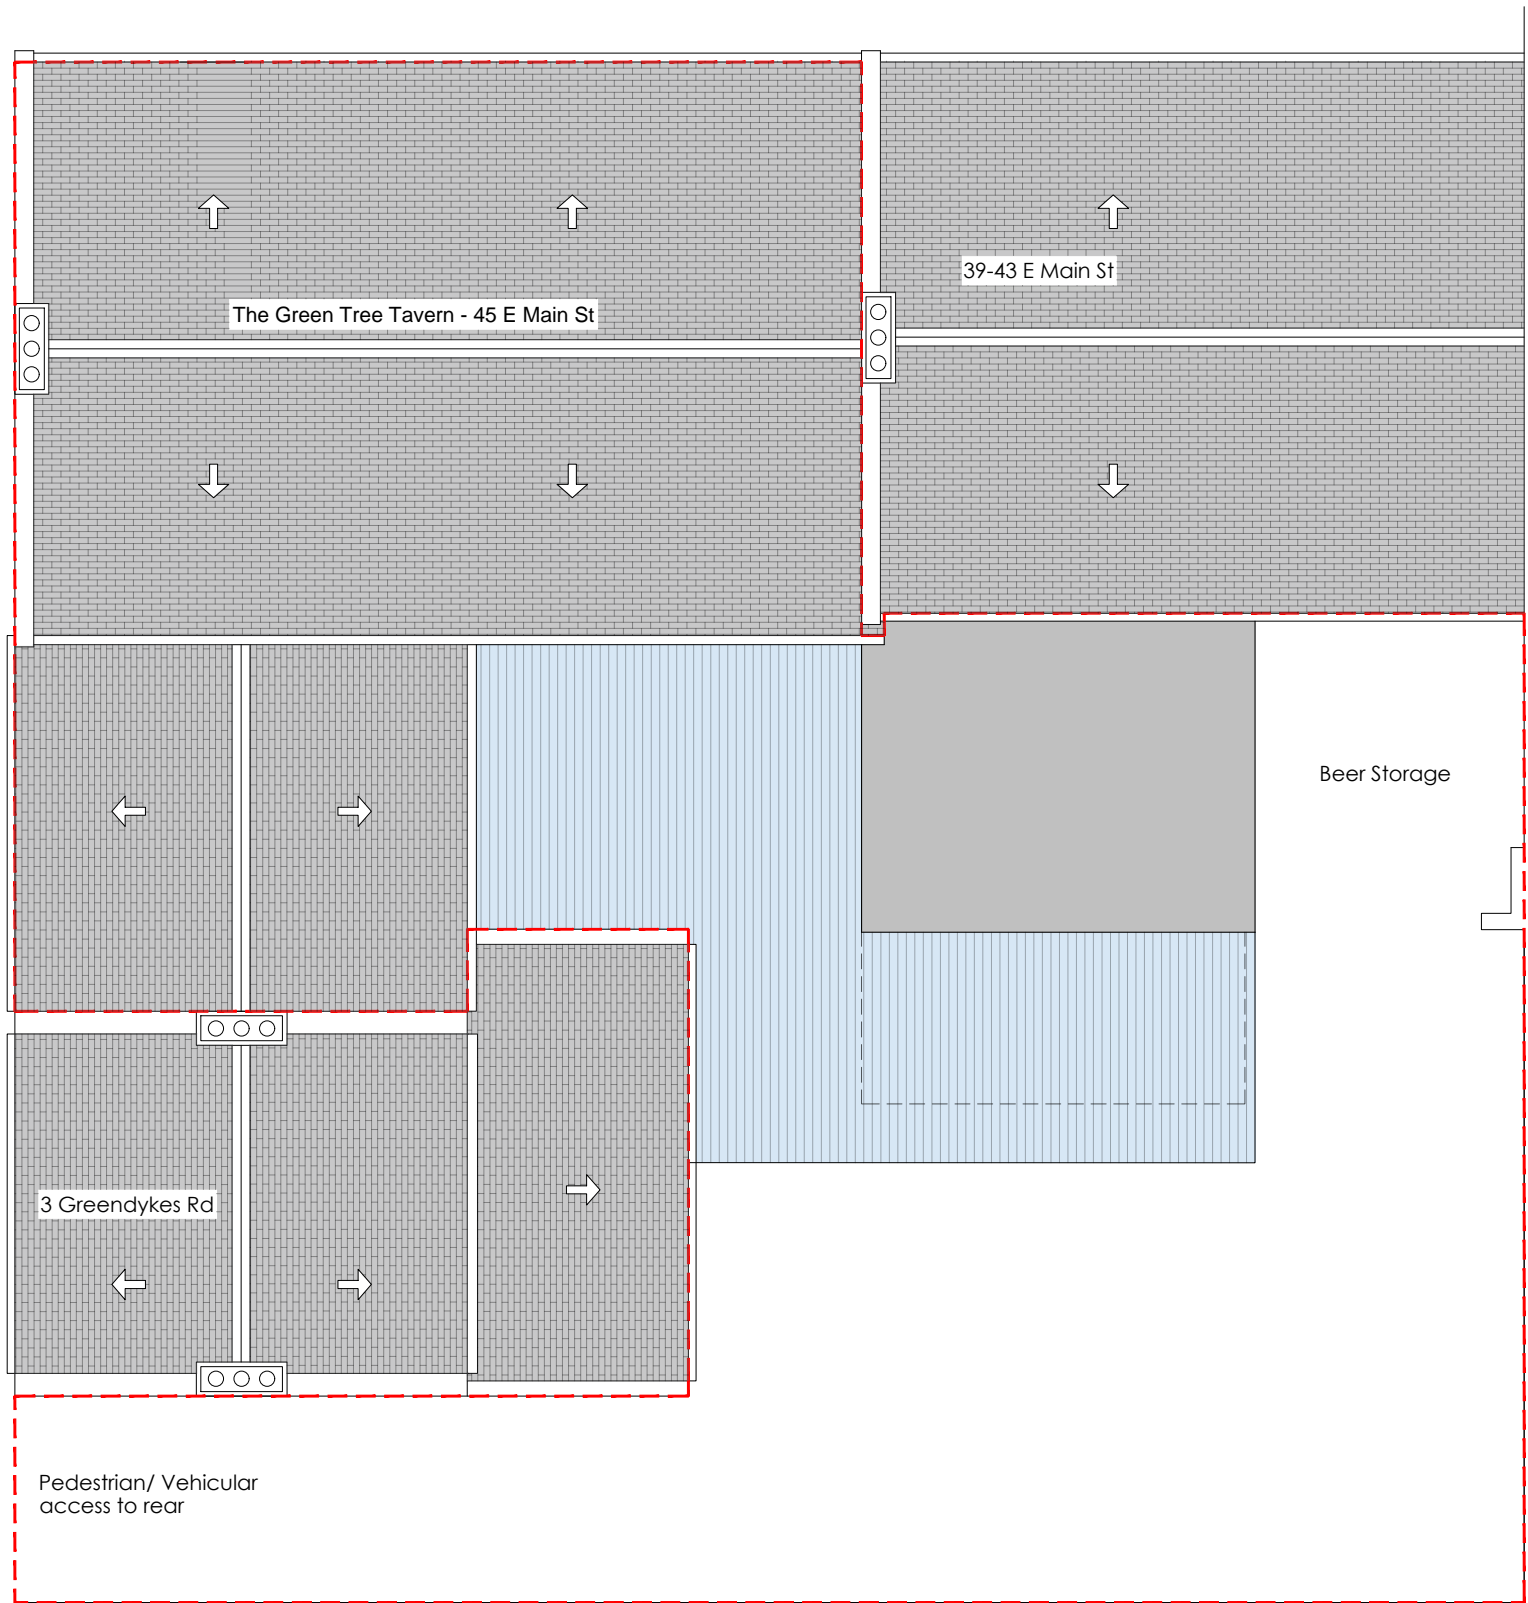 39-43 E Main St
The Green Tree Tavern - 45 E Main St
Beer Storage
3 Greendykes Rd
Pedestrian/ Vehicular
access to rear